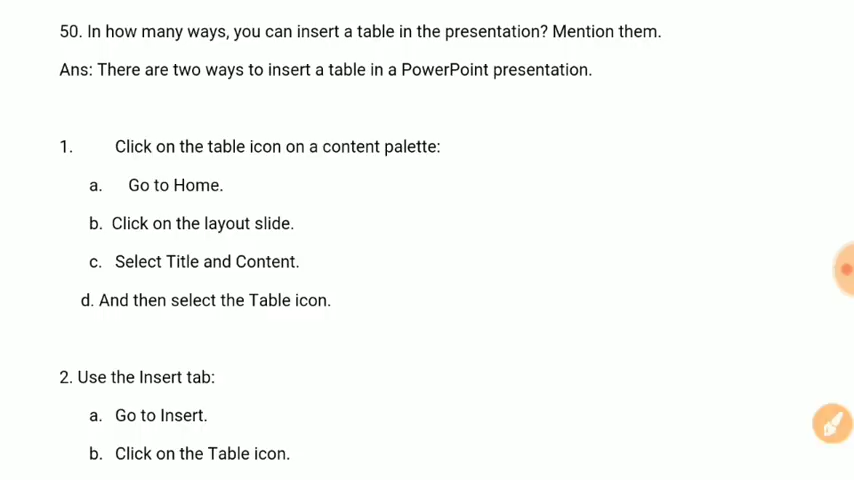 50. In how many ways, you can insert a table in the presentation? Mention them.
Ans: There are two ways to insert a table in a PowerPoint presentation.
1. Click on the table icon on a content palette:
a. Go to Home.
b. Click on the layout slide.
c. Select Title and Content.
d. And then select the Table icon.
2. Use the Insert tab:
a. Go to Insert.
b. Click on the Table icon.